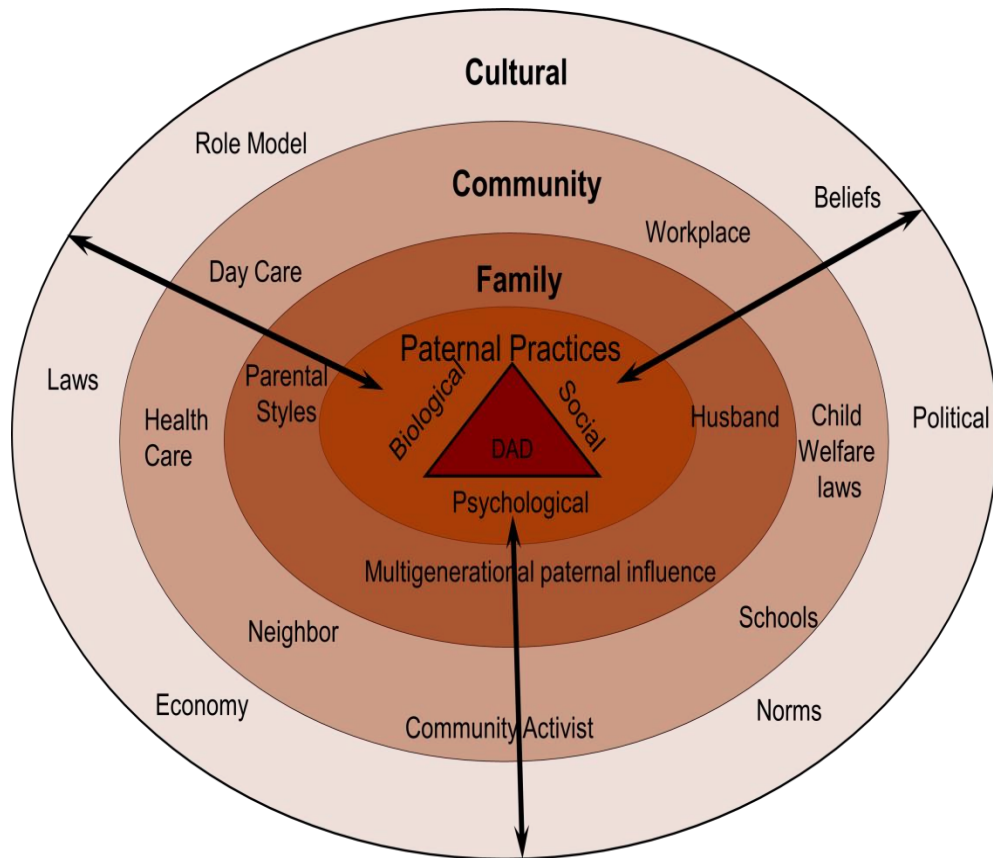 Cultural
Role Model
Community
Beliefs
Workplace
Day Care
Family
Paternal Practices
Laws
Parental
Styles
Biological
Social
Husband
Health
Care
Child
Welfare
laws
Political
DAD
Psychological
Multigenerational paternal influence
Neighbor
Schools
Economy
Community Activist
Norms